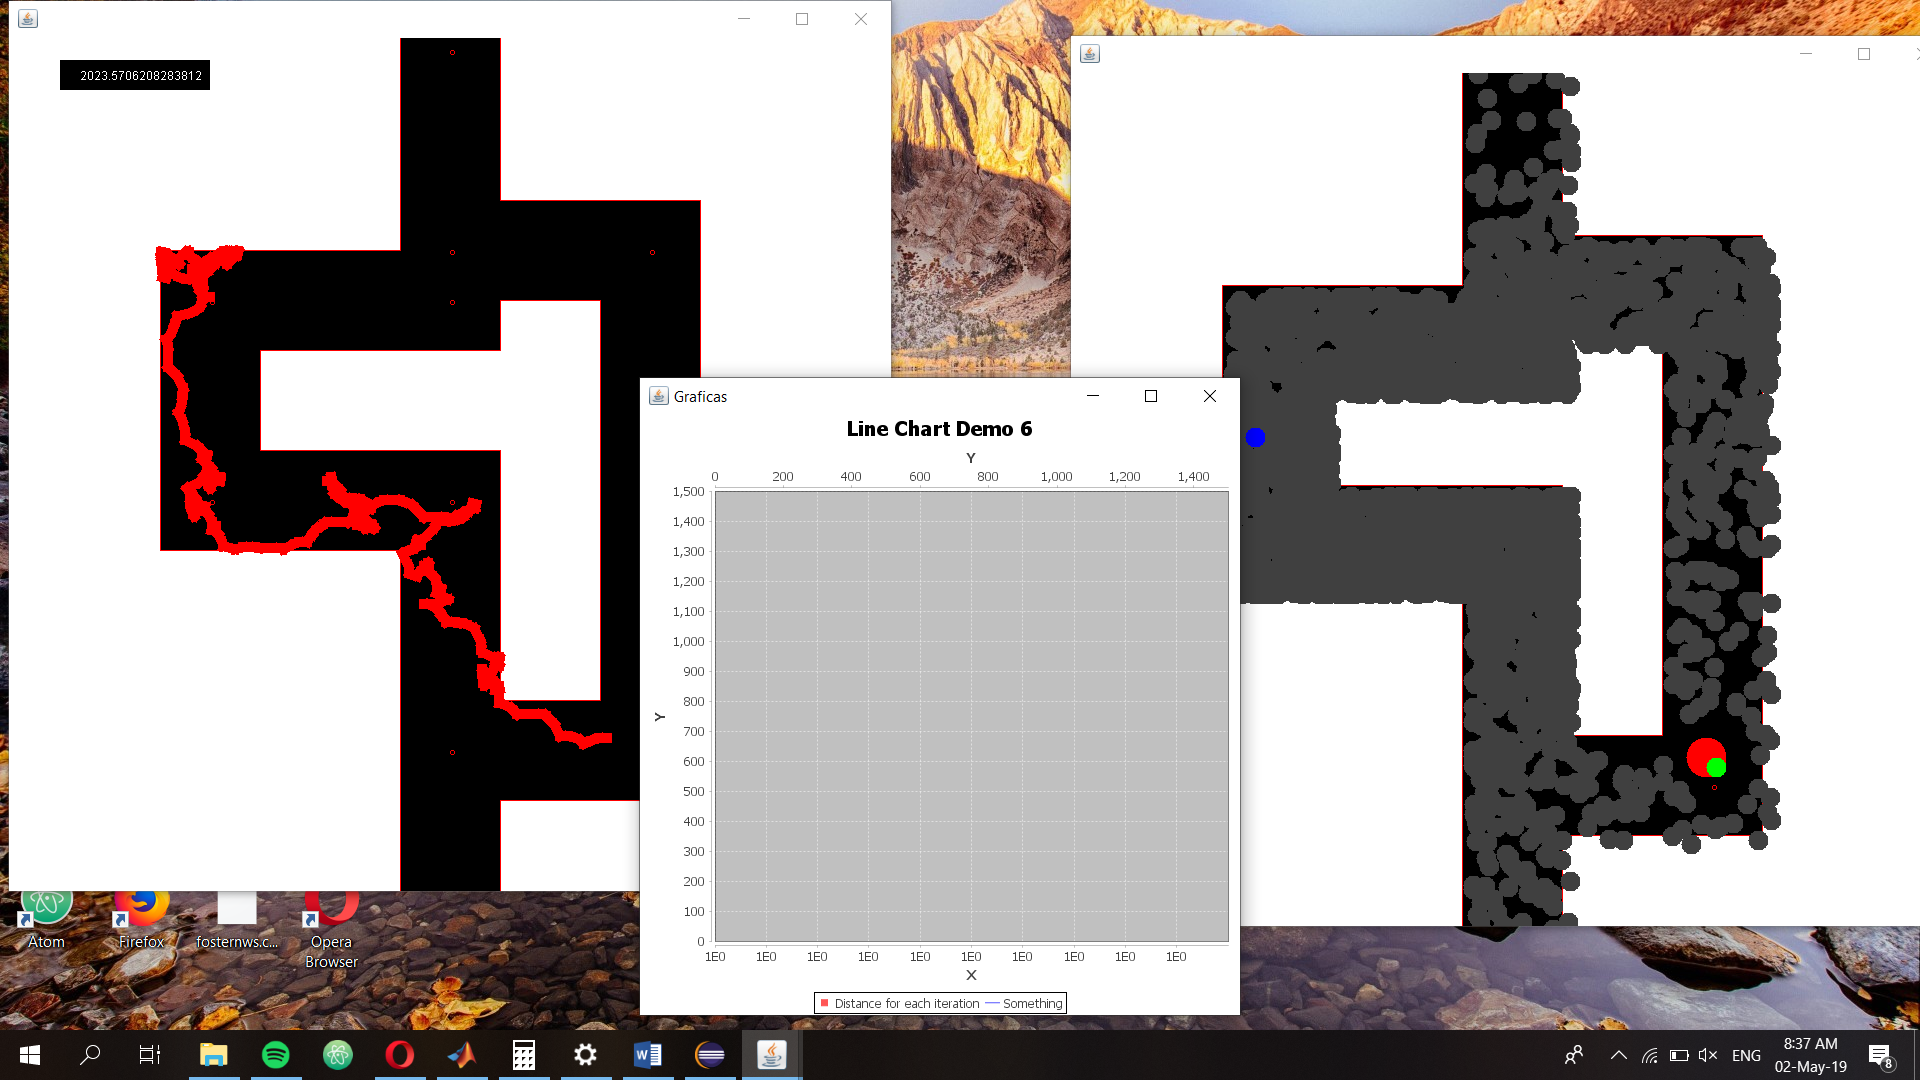 2023.5706208283812
Graficas
Line Chart Demo 6
Y
0 200 400 600 800 1,000 1,200 1,400
1,500
1,400
1,300
1,200
1,100
1,000
900
800
700
600
500
400
300
200
100
0
Y
1E0 1E0 1E0 1E0 1E0 1E0 1E0 1E0 1E0 1E0
X
Distance for each iteration Something
Atom
Firefox
fosternws.c...
Opera
Browser
ENG
8:37 AM
02-May-19
8